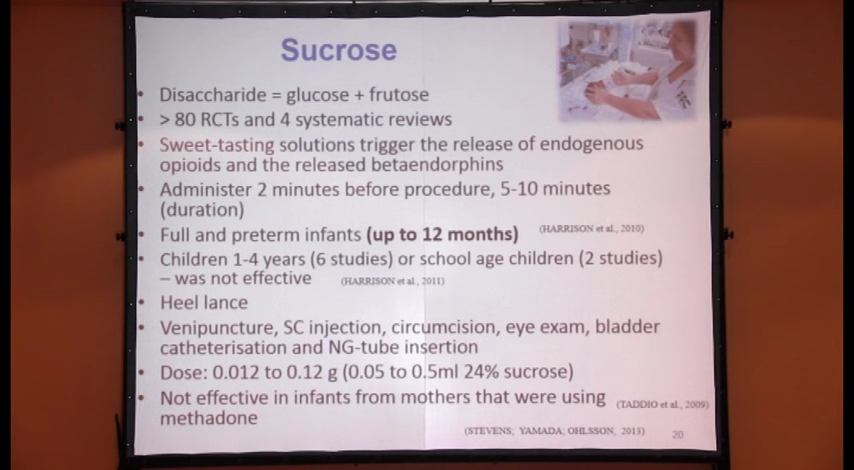 Sucrose
• Disaccharide = glucose + frutose
• > 80 RCTs and 4 systematic reviews
• Sweet-tasting solutions trigger the release of endogenous
opioids and the released betaendorphins
• Administer 2 minutes before procedure, 5-10 minutes
(duration)
• Full and preterm infants (up to 12 months) (HARRISON et al., 2010)
• Children 1-4 years (6 studies) or school age children (2 studies)
– was not effective (HARRISON et al., 2011)
• Heel lance
• Venipuncture, SC injection, circumcision, eye exam, bladder
catheterisation and NG-tube insertion
• Dose: 0.012 to 0.12 g (0.05 to 0.5ml 24% sucrose)
• Not effective in infants from mothers that were using (TADDIO et al., 2009)
methadone
(STEVENS; YAMADA; OHLSSON, 2013) 20